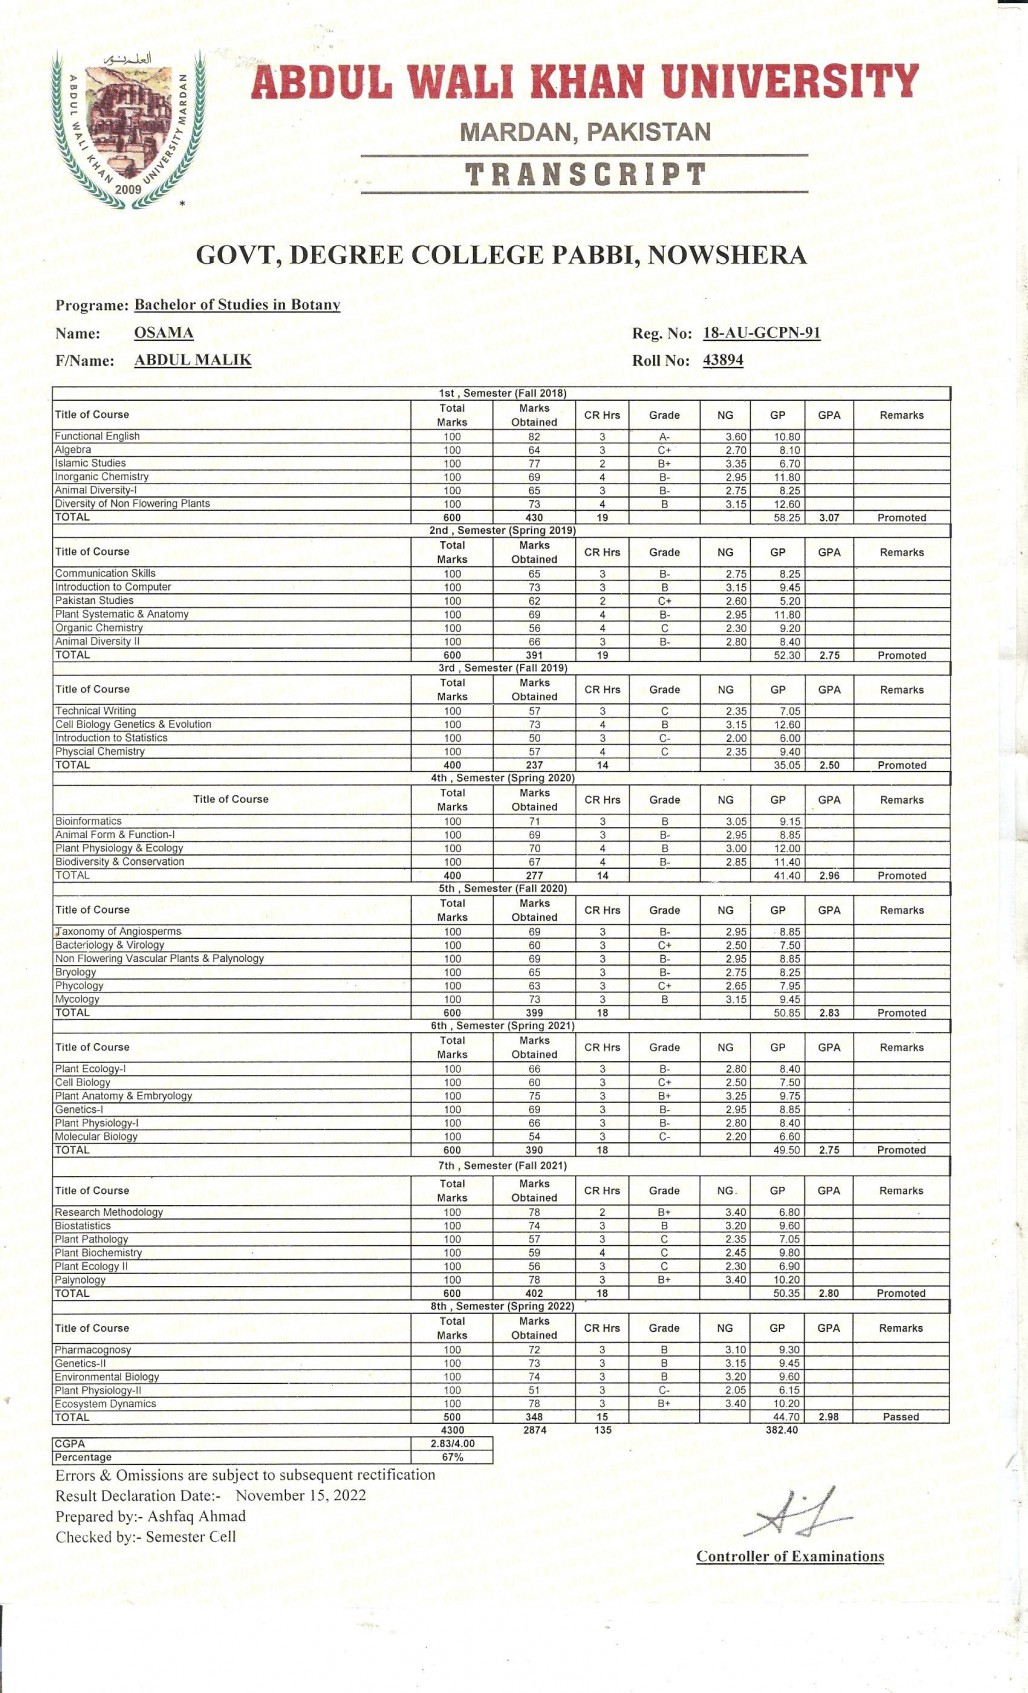 العلم نور
ABDUL WALI KHAN UNIVERSITY MARDAN
2009
*
ABDUL WALI KHAN UNIVERSITY
MARDAN, PAKISTAN
TRANSCRIPT
GOVT, DEGREE COLLEGE PABBI, NOWSHERA
Programe: Bachelor of Studies in Botany
Name: OSAMA Reg. No: 18-AU-GCPN-91
F/Name: ABDUL MALIK Roll No: 43894
1st , Semester (Fall 2018)
Title of Course Total Marks Marks Obtained CR Hrs Grade NG GP GPA Remarks
Functional English 100 82 3 A- 3.60 10.80
Algebra 100 64 3 C+ 2.70 8.10
Islamic Studies 100 77 2 B+ 3.35 6.70
Inorganic Chemistry 100 69 4 B- 2.95 11.80
Animal Diversity-I 100 65 3 B- 2.75 8.25
Diversity of Non Flowering Plants 100 73 4 B 3.15 12.60
TOTAL 600 430 19 58.25 3.07 Promoted
2nd , Semester (Spring 2019)
Title of Course Total Marks Marks Obtained CR Hrs Grade NG GP GPA Remarks
Communication Skills 100 65 3 B- 2.75 8.25
Introduction to Computer 100 73 3 B 3.15 9.45
Pakistan Studies 100 62 2 C+ 2.60 5.20
Plant Systematic & Anatomy 100 69 4 B- 2.95 11.80
Organic Chemistry 100 56 4 C 2.30 9.20
Animal Diversity II 100 66 3 B- 2.80 8.40
TOTAL 600 391 19 52.30 2.75 Promoted
3rd , Semester (Fall 2019)
Title of Course Total Marks Marks Obtained CR Hrs Grade NG GP GPA Remarks
Technical Writing 100 57 3 C 2.35 7.05
Cell Biology Genetics & Evolution 100 73 4 B 3.15 12.60
Introduction to Statistics 100 50 3 C- 2.00 6.00
Physcial Chemistry 100 57 4 C 2.35 9.40
TOTAL 400 237 14 35.05 2.50 Promoted
4th , Semester (Spring 2020)
Title of Course Total Marks Marks Obtained CR Hrs Grade NG GP GPA Remarks
Bioinformatics 100 71 3 B 3.05 9.15
Animal Form & Function-I 100 69 3 B- 2.95 8.85
Plant Physiology & Ecology 100 70 4 B 3.00 12.00
Biodiversity & Conservation 100 67 4 B- 2.85 11.40
TOTAL 400 277 14 41.40 2.96 Promoted
5th , Semester (Fall 2020)
Title of Course Total Marks Marks Obtained CR Hrs Grade NG GP GPA Remarks
Taxonomy of Angiosperms 100 69 3 B- 2.95 8.85
Bacteriology & Virology 100 60 3 C+ 2.50 7.50
Non Flowering Vascular Plants & Palynology 100 69 3 B- 2.95 8.85
Bryology 100 65 3 B- 2.75 8.25
Phycology 100 63 3 C+ 2.65 7.95
Mycology 100 73 3 B 3.15 9.45
TOTAL 600 399 18 50.85 2.83 Promoted
6th , Semester (Spring 2021)
Title of Course Total Marks Marks Obtained CR Hrs Grade NG GP GPA Remarks
Plant Ecology-I 100 66 3 B- 2.80 8.40
Cell Biology 100 60 3 C+ 2.50 7.50
Plant Anatomy & Embryology 100 75 3 B+ 3.25 9.75
Genetics-I 100 69 3 B- 2.95 8.85
Plant Physiology-I 100 66 3 B- 2.80 8.40
Molecular Biology 100 54 3 C- 2.20 6.60
TOTAL 600 390 18 49.50 2.75 Promoted
7th , Semester (Fall 2021)
Title of Course Total Marks Marks Obtained CR Hrs Grade NG GP GPA Remarks
Research Methodology 100 78 2 B+ 3.40 6.80
Biostatistics 100 74 3 B 3.20 9.60
Plant Pathology 100 57 3 C 2.35 7.05
Plant Biochemistry 100 59 4 C 2.45 9.80
Plant Ecology II 100 56 3 C 2.30 6.90
Palynology 100 78 3 B+ 3.40 10.20
TOTAL 600 402 18 50.35 2.80 Promoted
8th , Semester (Spring 2022)
Title of Course Total Marks Marks Obtained CR Hrs Grade NG GP GPA Remarks
Pharmacognosy 100 72 3 B 3.10 9.30
Genetics-II 100 73 3 B 3.15 9.45
Environmental Biology 100 74 3 B 3.20 9.60
Plant Physiology-II 100 51 3 C- 2.05 6.15
Ecosystem Dynamics 100 78 3 B+ 3.40 10.20
TOTAL 500 348 15 44.70 2.98 Passed
4300 2874 135 382.40
CGPA 2.83/4.00
Percentage 67%
Errors & Omissions are subject to subsequent rectification
Result Declaration Date:- November 15, 2022
Prepared by:- Ashfaq Ahmad
Checked by:- Semester Cell
Controller of Examinations